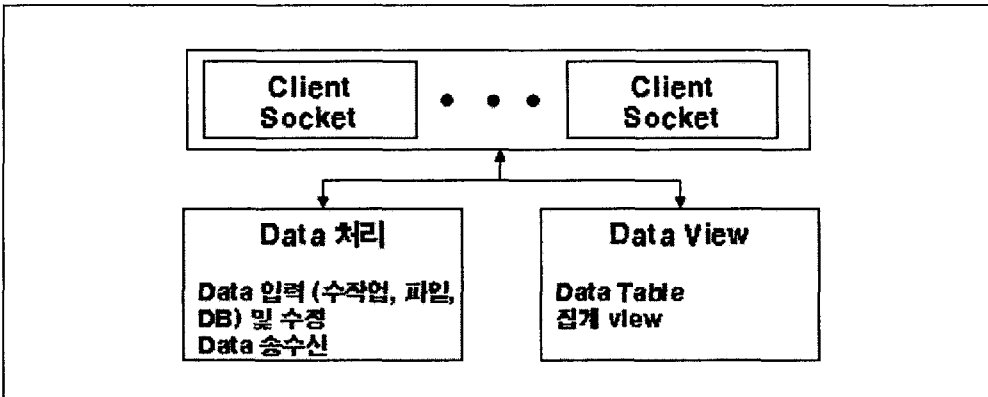 Client
Socket
• • •
Client
Socket
Data 처리
Data 입력 (수작업, 파일,
DB) 및 수정
Data 송수신
Data View
Data Table
집계 view